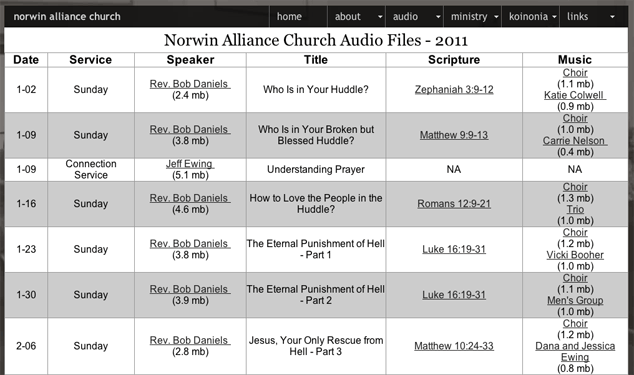 norwin alliance church home about audio ministry koinonia links
Norwin Alliance Church Audio Files - 2011
Date Service Speaker Title Scripture Music
1-02 Sunday Rev. Bob Daniels (2.4 mb) Who Is in Your Huddle? Zephaniah 3:9-12 Choir (1.1 mb) Katie Colwell (0.9 mb)
1-09 Sunday Rev. Bob Daniels (3.8 mb) Who Is in Your Broken but Blessed Huddle? Matthew 9:9-13 Choir (1.0 mb) Carrie Nelson (0.4 mb)
1-09 Connection Service Jeff Ewing (5.1 mb) Understanding Prayer NA NA
1-16 Sunday Rev. Bob Daniels (4.6 mb) How to Love the People in the Huddle? Romans 12:9-21 Choir (1.3 mb) Trio (1.0 mb)
1-23 Sunday Rev. Bob Daniels (3.8 mb) The Eternal Punishment of Hell - Part 1 Luke 16:19-31 Choir (1.2 mb) Vicki Booher (1.0 mb)
1-30 Sunday Rev. Bob Daniels (3.9 mb) The Eternal Punishment of Hell - Part 2 Luke 16:19-31 Choir (1.1 mb) Men's Group (1.0 mb)
2-06 Sunday Rev. Bob Daniels (2.8 mb) Jesus, Your Only Rescue from Hell - Part 3 Matthew 10:24-33 Choir (1.2 mb) Dana and Jessica Ewing (0.8 mb)